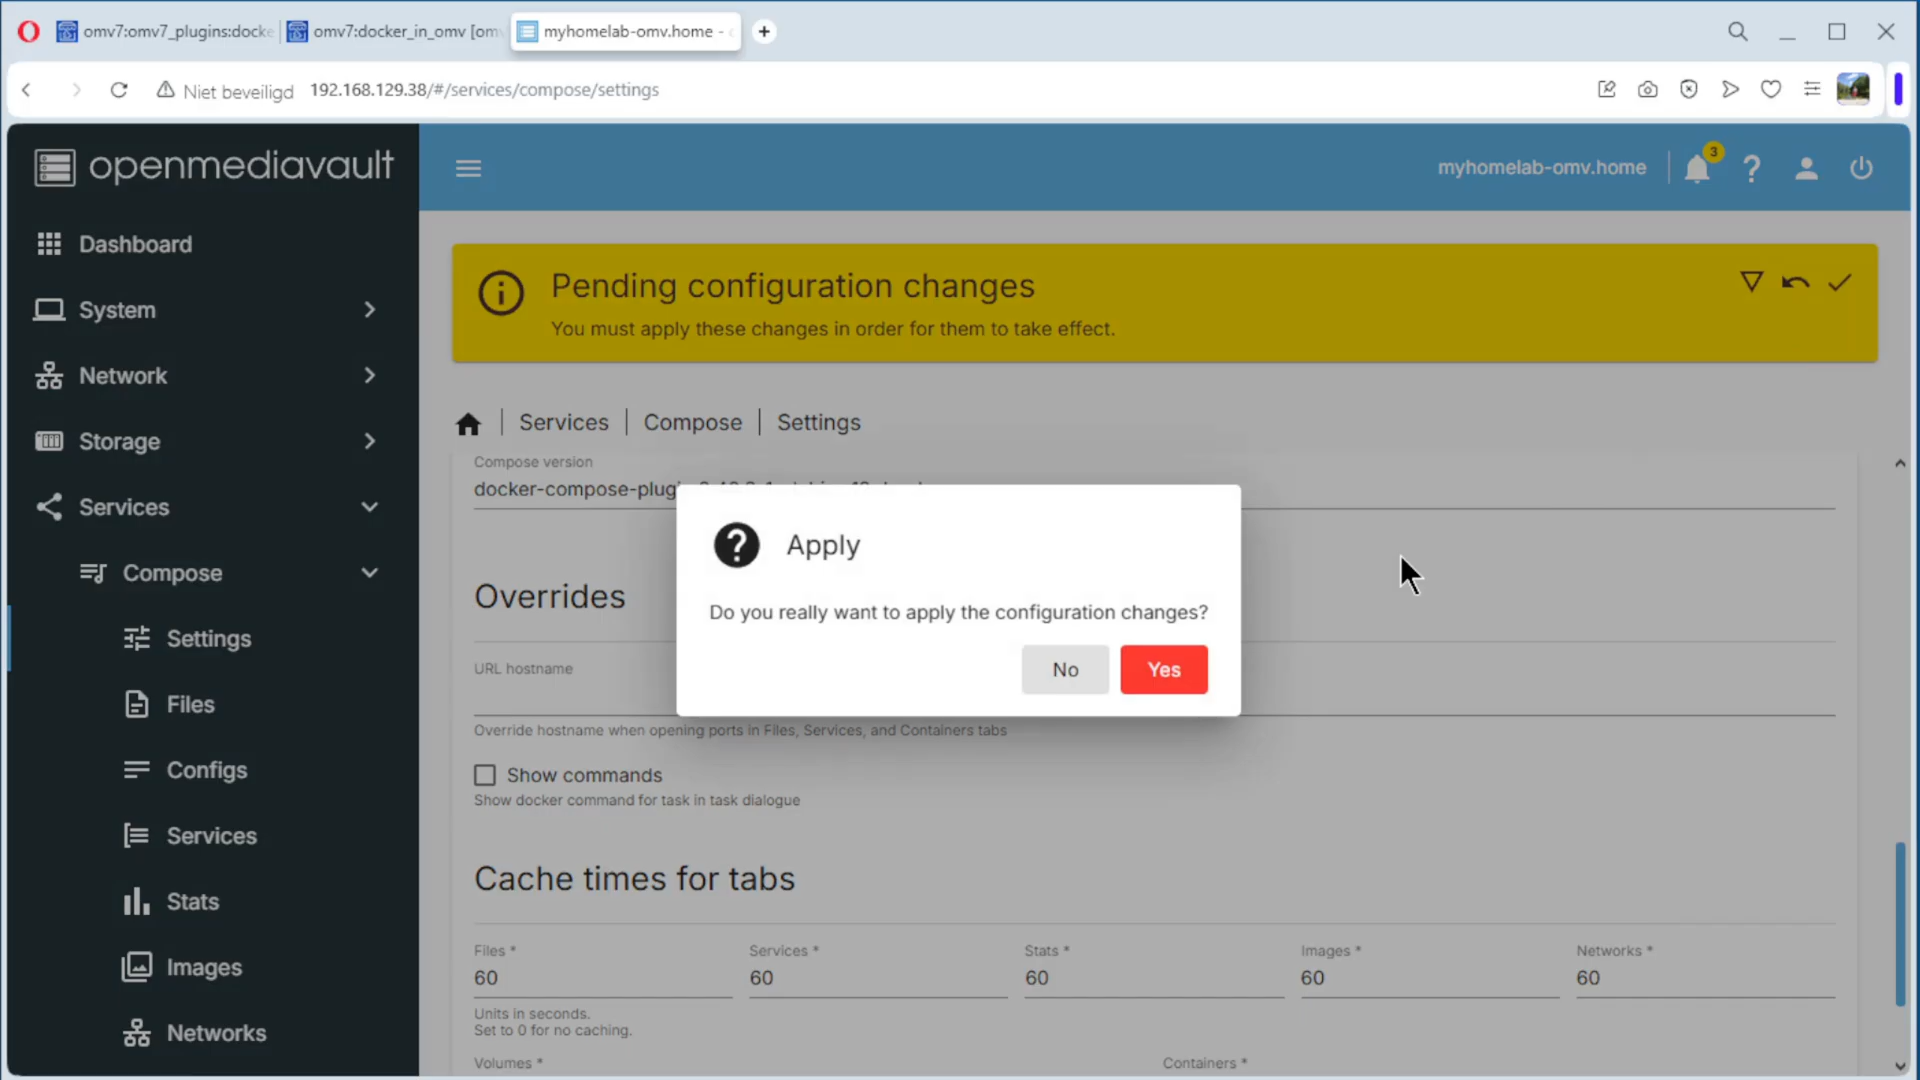 omv7:omv7_plugins:docke
omv7:docker_in_omv [om
myhomelab-omv.home -
Niet beveiligd
192.168.129.38/#/services/compose/settings
openmediavault
myhomelab-omv.home
3
Dashboard
System
Network
Storage
Services
Compose
Settings
Files
Configs
Services
Stats
Images
Networks
Pending configuration changes
You must apply these changes in order for them to take effect.
Services | Compose | Settings
Compose version
docker-compose-plug
Apply
Do you really want to apply the configuration changes?
No
Yes
Overrides
URL hostname
Override hostname when opening ports in Files, Services, and Containers tabs
Show commands
Show docker command for task in task dialogue
Cache times for tabs
Files *
60
Services *
60
Stats *
60
Images *
60
Networks *
60
Units in seconds.
Set to 0 for no caching.
Volumes *
Containers *